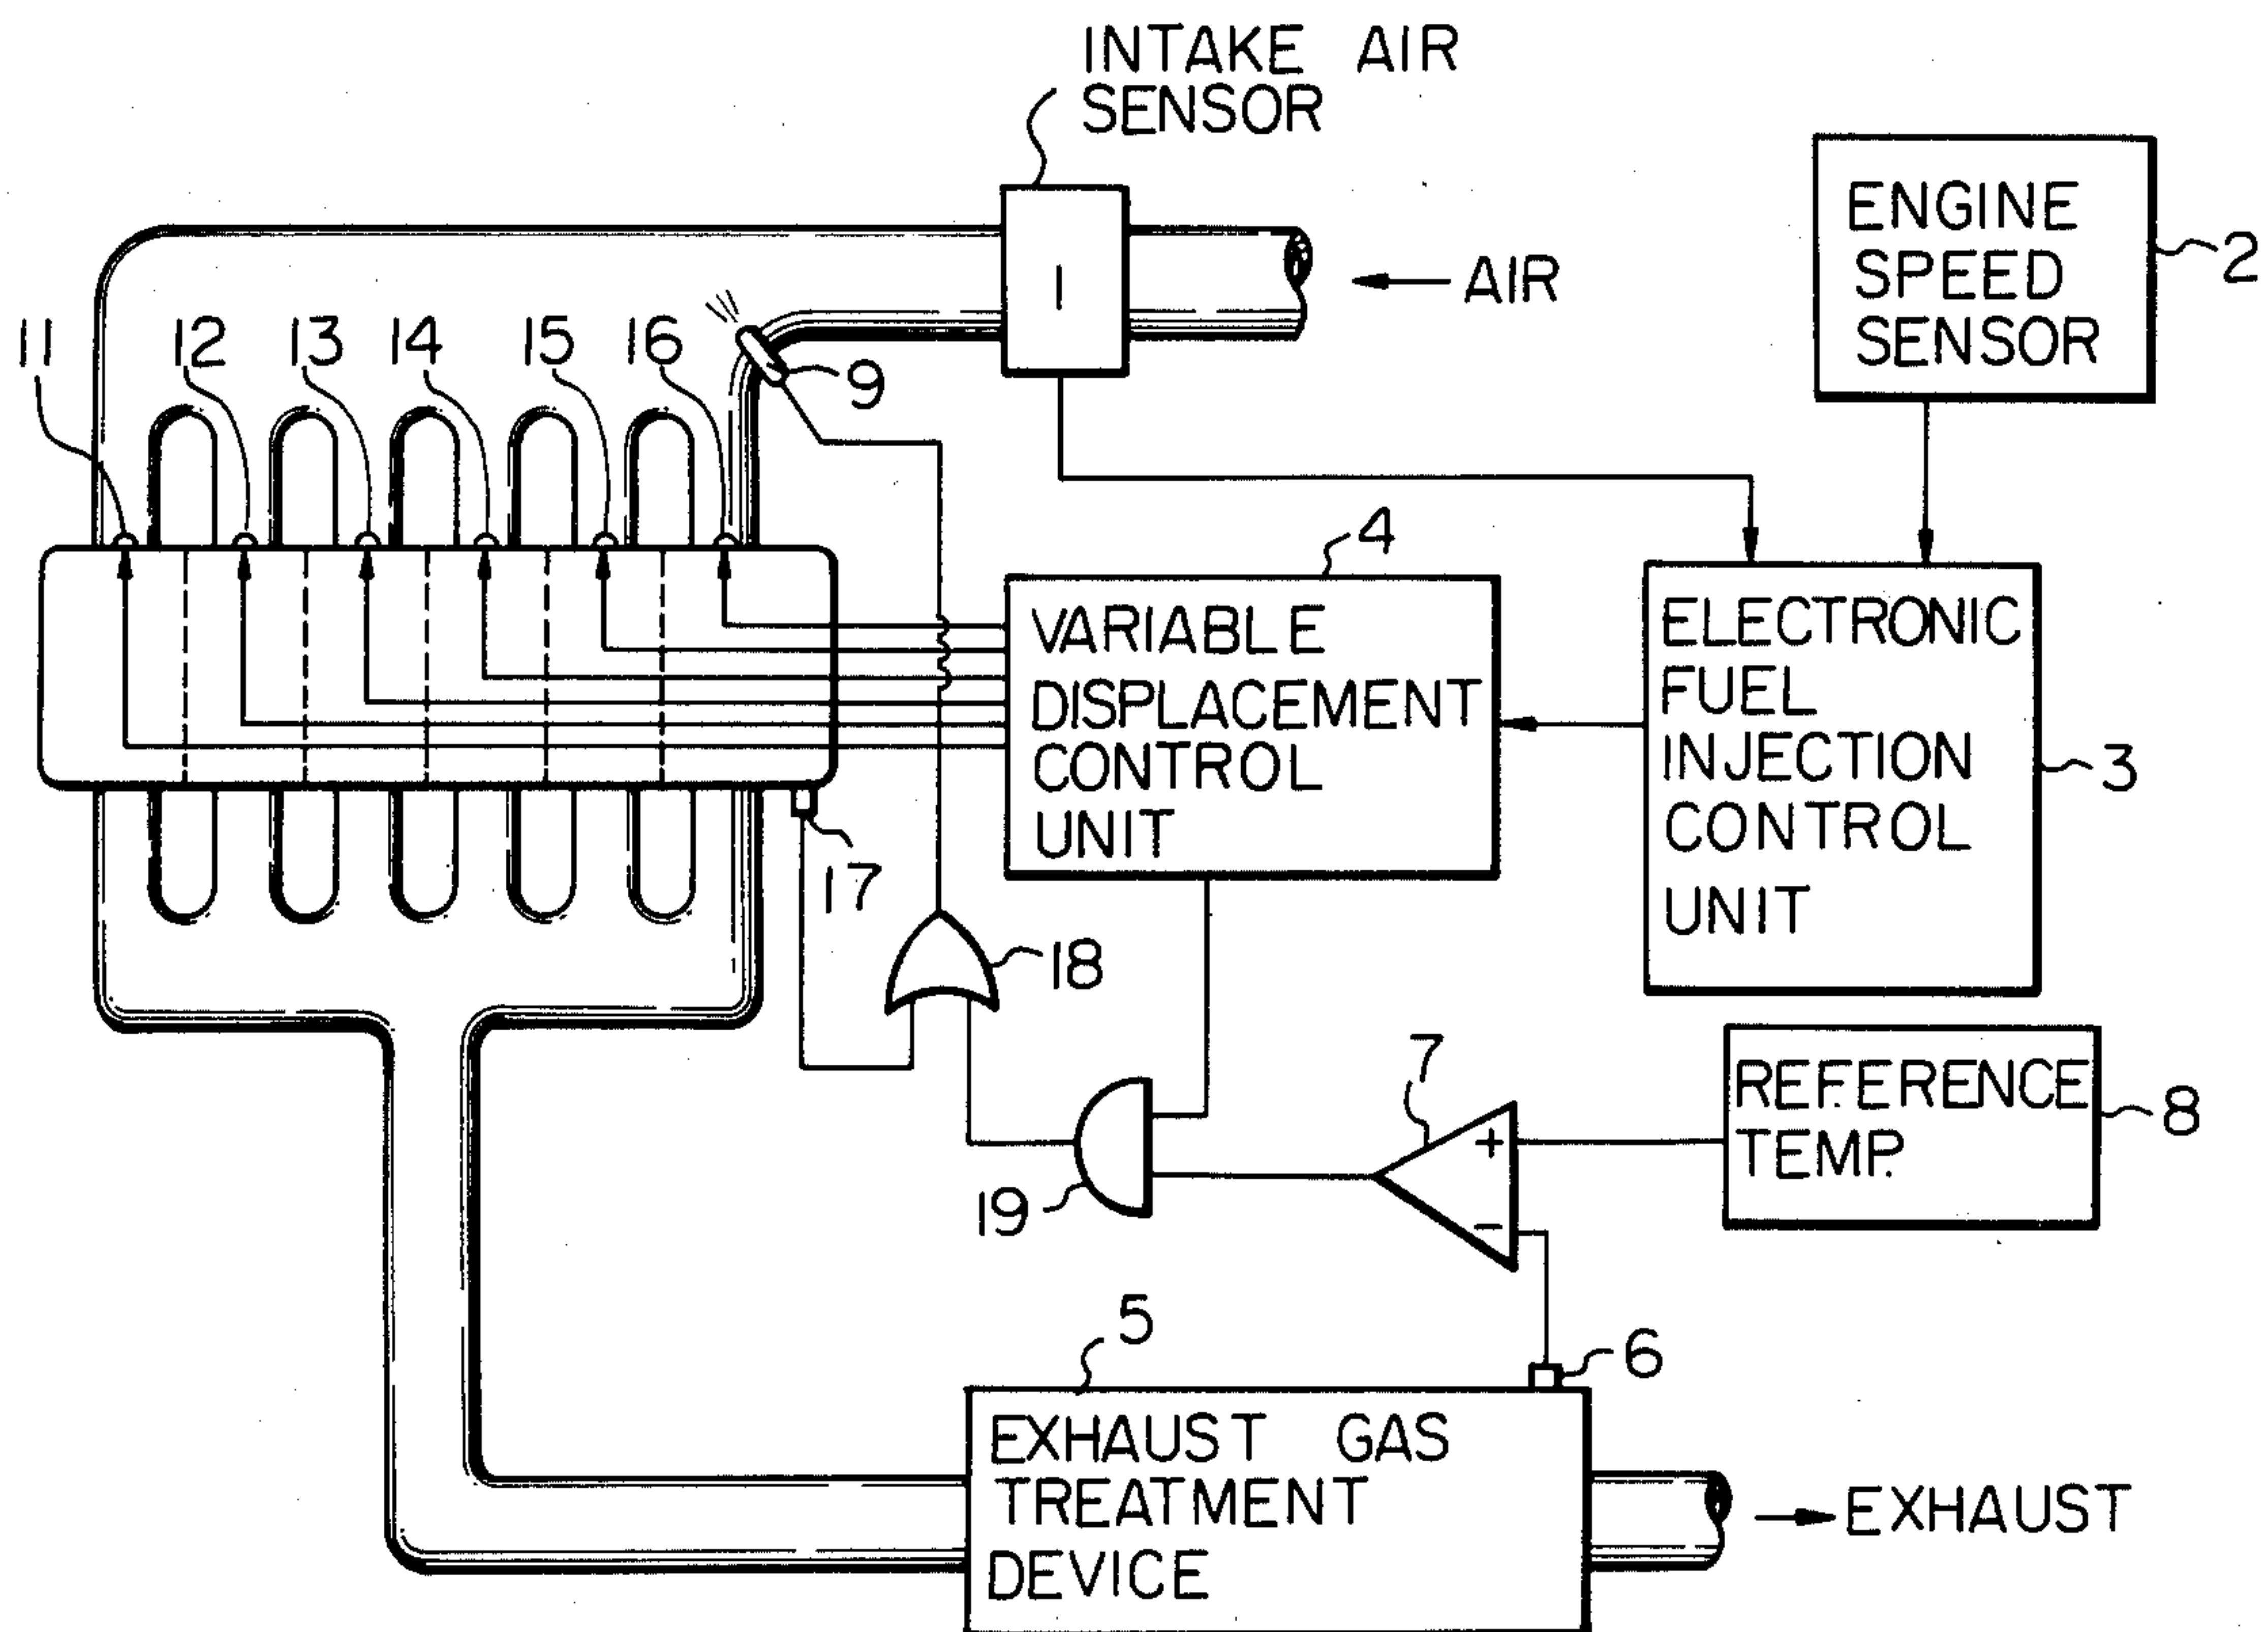 INTAKE AIR
SENSOR
1
AIR
ENGINE
SPEED
SENSOR
2
11
12
13
14
15
16
9
4
VARIABLE
DISPLACEMENT
CONTROL
UNIT
ELECTRONIC
FUEL
INJECTION
CONTROL
UNIT
3
17
18
7
+
−
REFERENCE
TEMP.
8
19
5
6
EXHAUST GAS
TREATMENT
DEVICE
EXHAUST